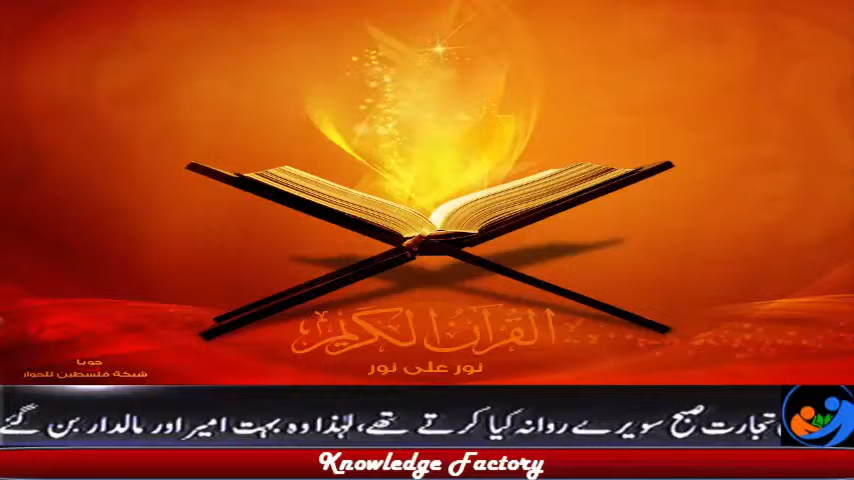 القرآن الكريم
نور على نور
حوبا
شبكة فلسطين للحوار
تجارت صبح سویرے روانہ کیا کرتے تھے، لہٰذا وہ بہت امیر اور مالدار بن گئے
Knowledge Factory